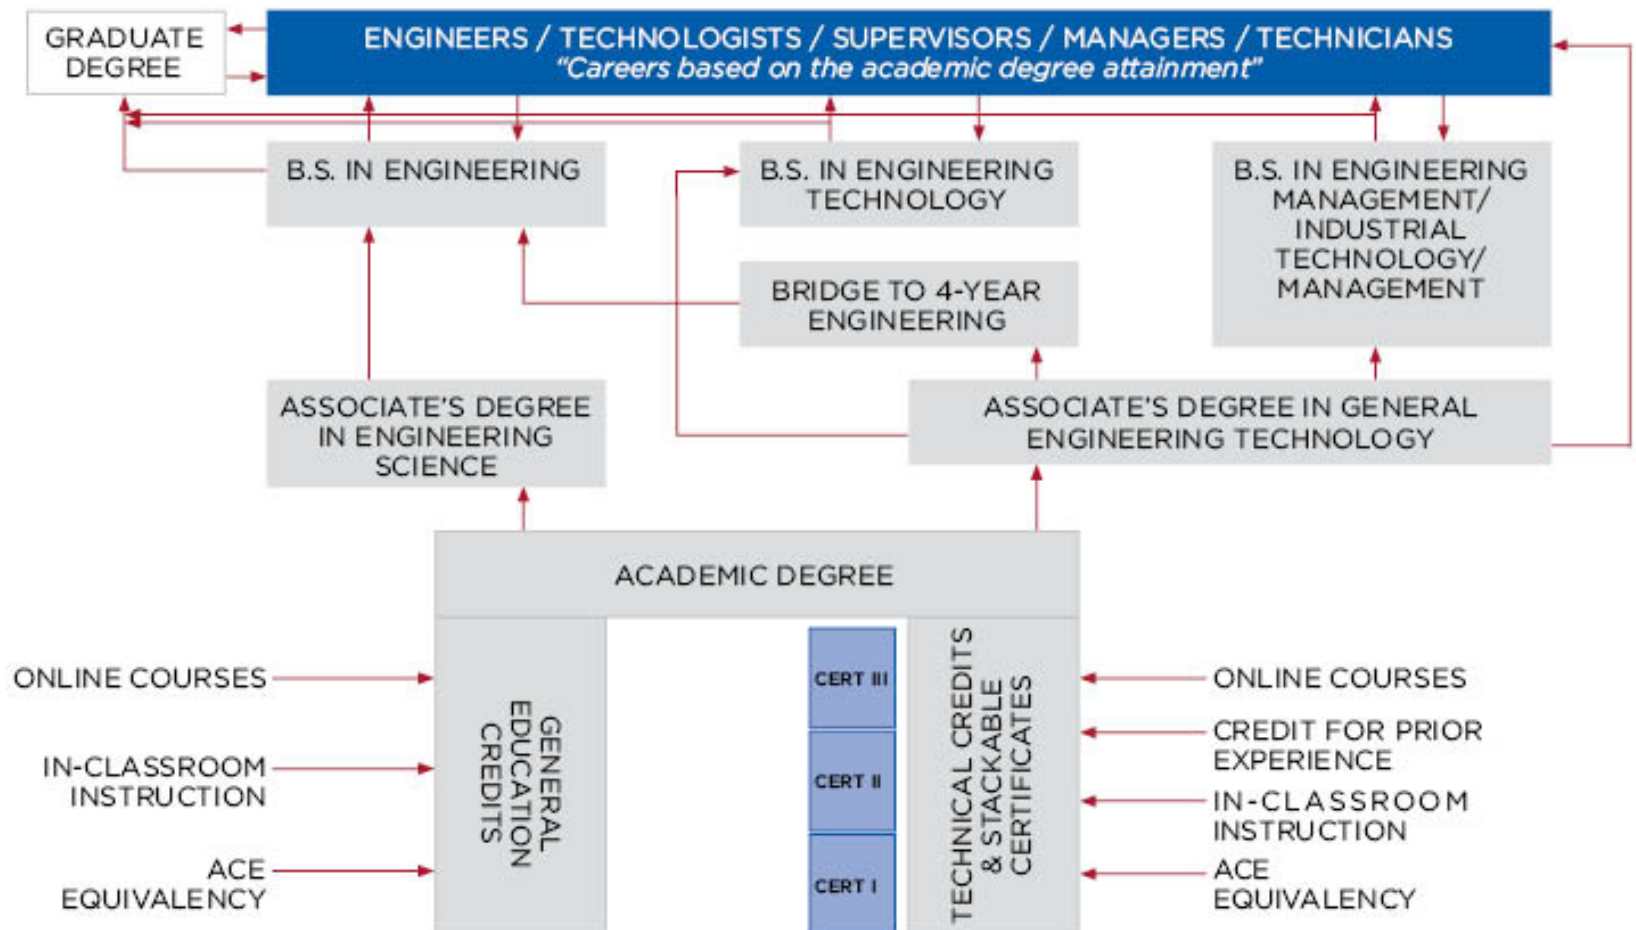 GRADUATE
DEGREE
ENGINEERS / TECHNOLOGISTS / SUPERVISORS / MANAGERS / TECHNICIANS
“Careers based on the academic degree attainment”
B.S. IN ENGINEERING
B.S. IN ENGINEERING
TECHNOLOGY
B.S. IN ENGINEERING
MANAGEMENT/
INDUSTRIAL
TECHNOLOGY/
MANAGEMENT
BRIDGE TO 4-YEAR
ENGINEERING
ASSOCIATE’S DEGREE
IN ENGINEERING
SCIENCE
ASSOCIATE’S DEGREE IN GENERAL
ENGINEERING TECHNOLOGY
ACADEMIC DEGREE
ONLINE COURSES
IN-CLASSROOM
INSTRUCTION
ACE
EQUIVALENCY
GENERAL
EDUCATION
CREDITS
CERT III
CERT II
CERT I
TECHNICAL CREDITS
& STACKABLE
CERTIFICATES
ONLINE COURSES
CREDIT FOR PRIOR
EXPERIENCE
IN-CLASSROOM
INSTRUCTION
ACE
EQUIVALENCY